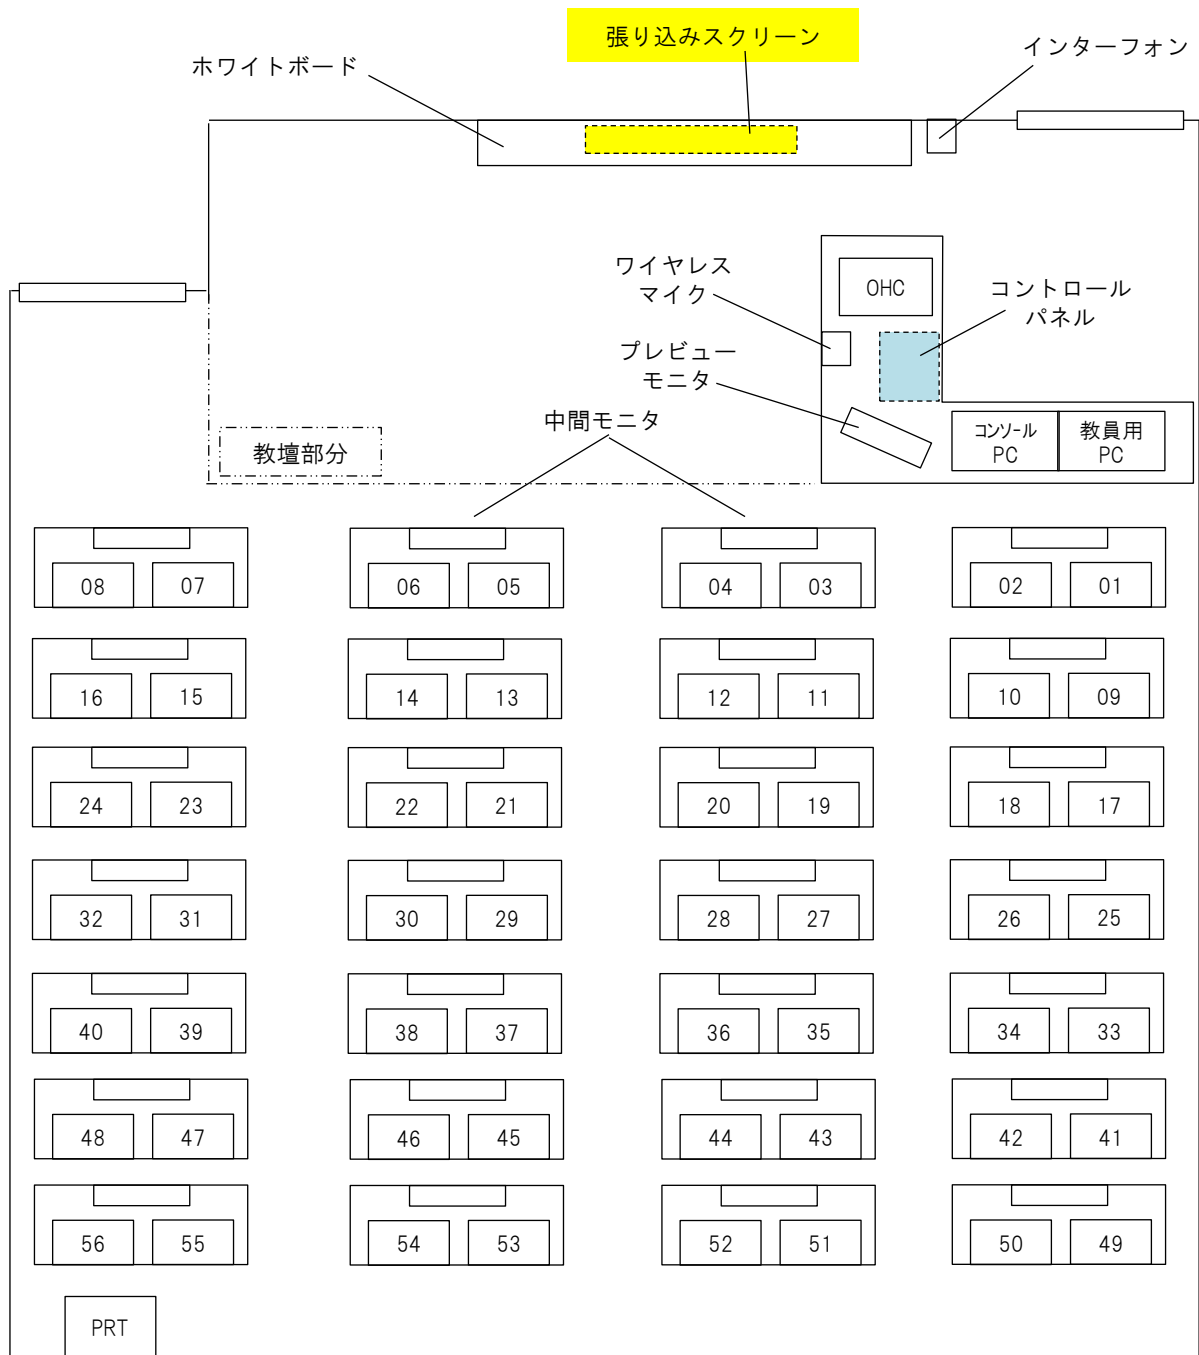 張り込みスクリーン
ホワイトボード
インターフォン
ワイヤレス
マイク
OHC
コントロール
パネル
プレビュー
モニタ
中間モニタ
教壇部分
コンソール
PC
教員用
PC
08 07 06 05 04 03 02 01
16 15 14 13 12 11 10 09
24 23 22 21 20 19 18 17
32 31 30 29 28 27 26 25
40 39 38 37 36 35 34 33
48 47 46 45 44 43 42 41
56 55 54 53 52 51 50 49
PRT